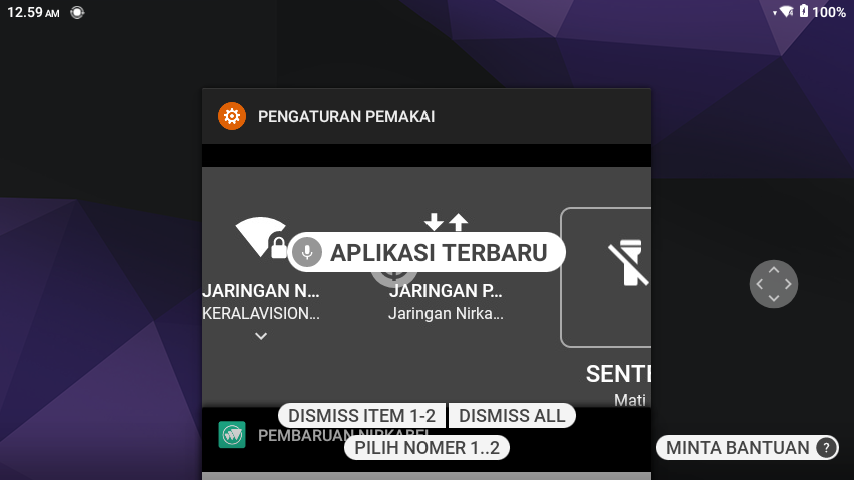 12.59 AM
100%
PENGATURAN PEMAKAI
APLIKASI TERBARU
JARINGAN N...
JARINGAN P...
KERALAVISION...
Jaringan Nirka...
SENTE
Mati
DISMISS ITEM 1-2
DISMISS ALL
PEMBARUAN NIRKABEL
PILIH NOMER 1..2
MINTA BANTUAN ?